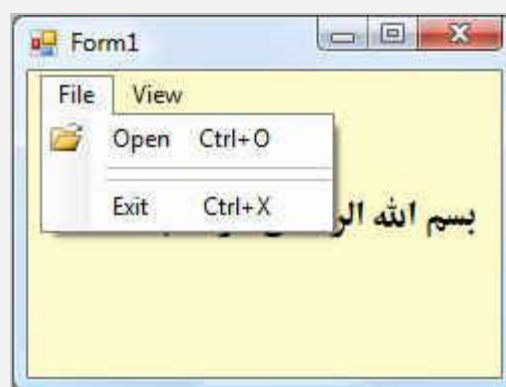 Form1
File View
Open Ctrl+O
Exit Ctrl+X
بسم الله